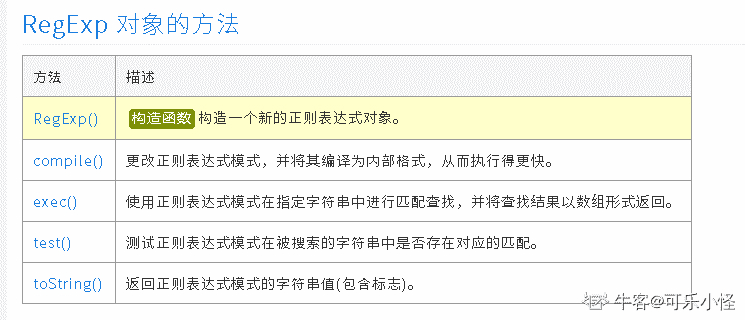 RegExp 对象的方法
方法 描述
RegExp() 构造函数 构造一个新的正则表达式对象。
compile() 更改正则表达式模式，并将其编译为内部格式，从而执行得更快。
exec() 使用正则表达式模式在指定字符串中进行匹配查找，并将查找结果以数组形式返回。
test() 测试正则表达式模式在被搜索的字符串中是否存在对应的匹配。
toString() 返回正则表达式模式的字符串值(包含标志)。
牛客@可乐小怪